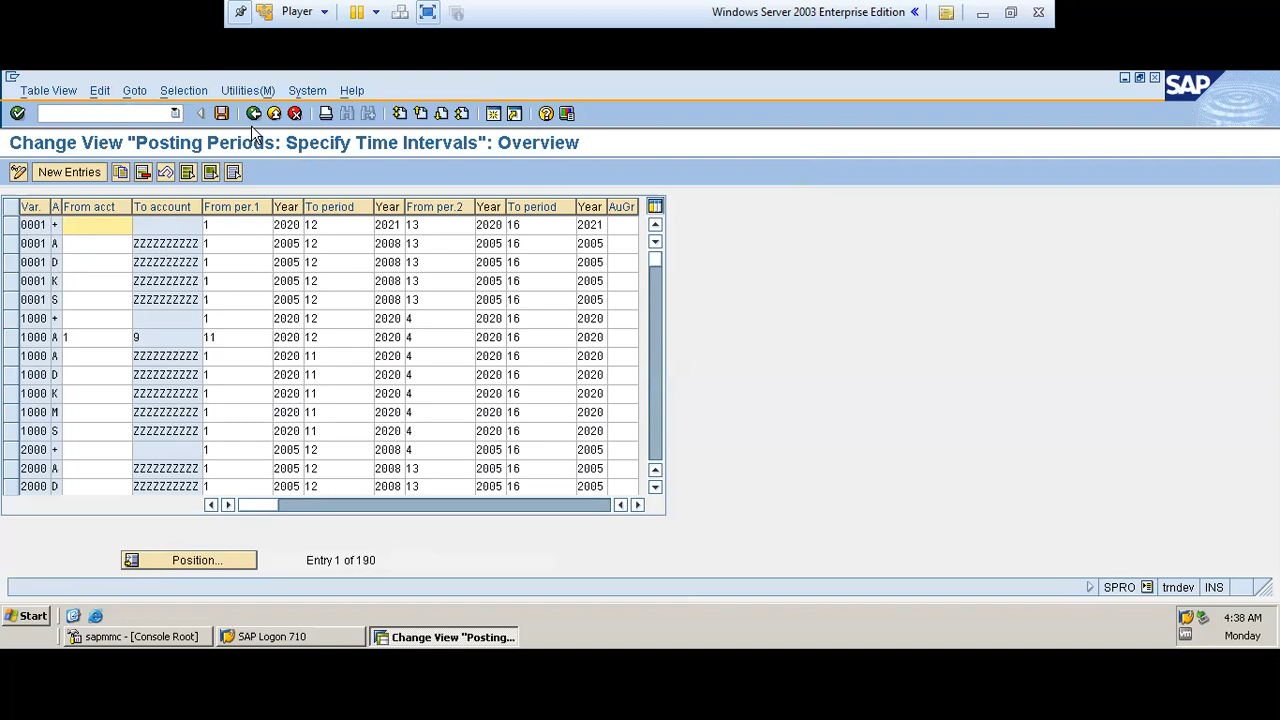 Player
Windows Server 2003 Enterprise Edition
Table View Edit Goto Selection Utilities(M) System Help
SAP
Change View "Posting Periods: Specify Time Intervals": Overview
New Entries
Var. A From acct To account From per.1 Year To period Year From per.2 Year To period Year AuGr
0001 + 1 2020 12 2021 13 2020 16 2021
0001 A ZZZZZZZZZZ 1 2005 12 2008 13 2005 16 2005
0001 D ZZZZZZZZZZ 1 2005 12 2008 13 2005 16 2005
0001 K ZZZZZZZZZZ 1 2005 12 2008 13 2005 16 2005
0001 S ZZZZZZZZZZ 1 2005 12 2008 13 2005 16 2005
1000 + 1 2020 12 2020 4 2020 16 2020
1000 A 1 9 11 2020 12 2020 4 2020 16 2020
1000 A ZZZZZZZZZZ 1 2020 11 2020 4 2020 16 2020
1000 D ZZZZZZZZZZ 1 2020 11 2020 4 2020 16 2020
1000 K ZZZZZZZZZZ 1 2020 11 2020 4 2020 16 2020
1000 M ZZZZZZZZZZ 1 2020 11 2020 4 2020 16 2020
1000 S ZZZZZZZZZZ 1 2020 11 2020 4 2020 16 2020
2000 + 1 2005 12 2008 4 2005 16 2005
2000 A ZZZZZZZZZZ 1 2005 12 2008 13 2005 16 2005
2000 D ZZZZZZZZZZ 1 2005 12 2008 13 2005 16 2005
Position... Entry 1 of 190
SPRO trndev INS
Start 4:38 AM
sapmmc - [Console Root] SAP Logon 710 Change View "Posting... Monday